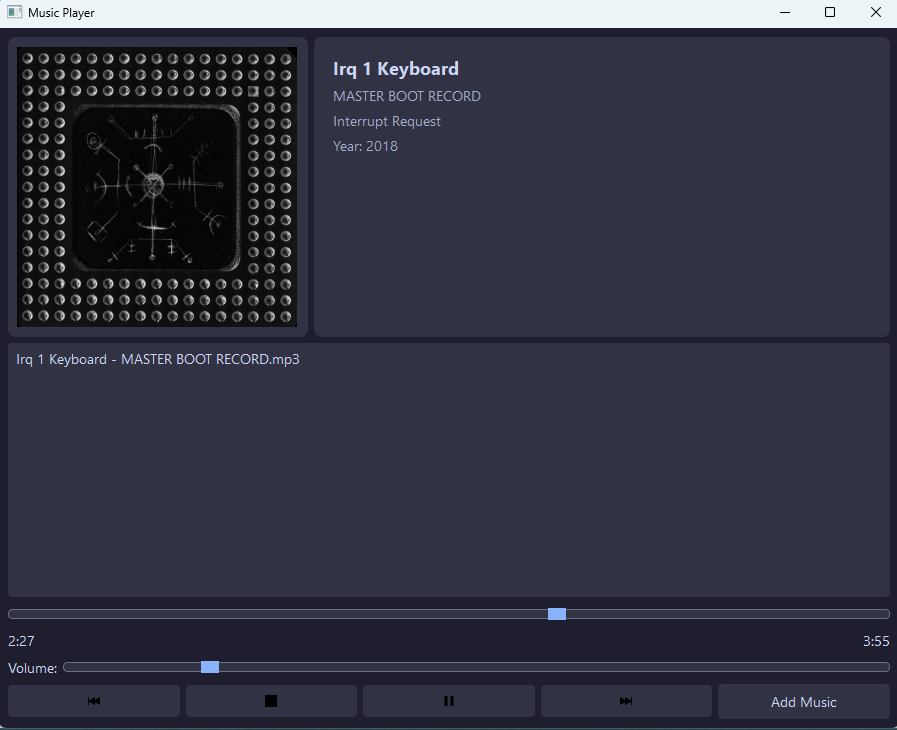 Music Player
Irq 1 Keyboard
MASTER BOOT RECORD
Interrupt Request
Year: 2018
Irq 1 Keyboard - MASTER BOOT RECORD.mp3
2:27 3:55
Volume:
Add Music